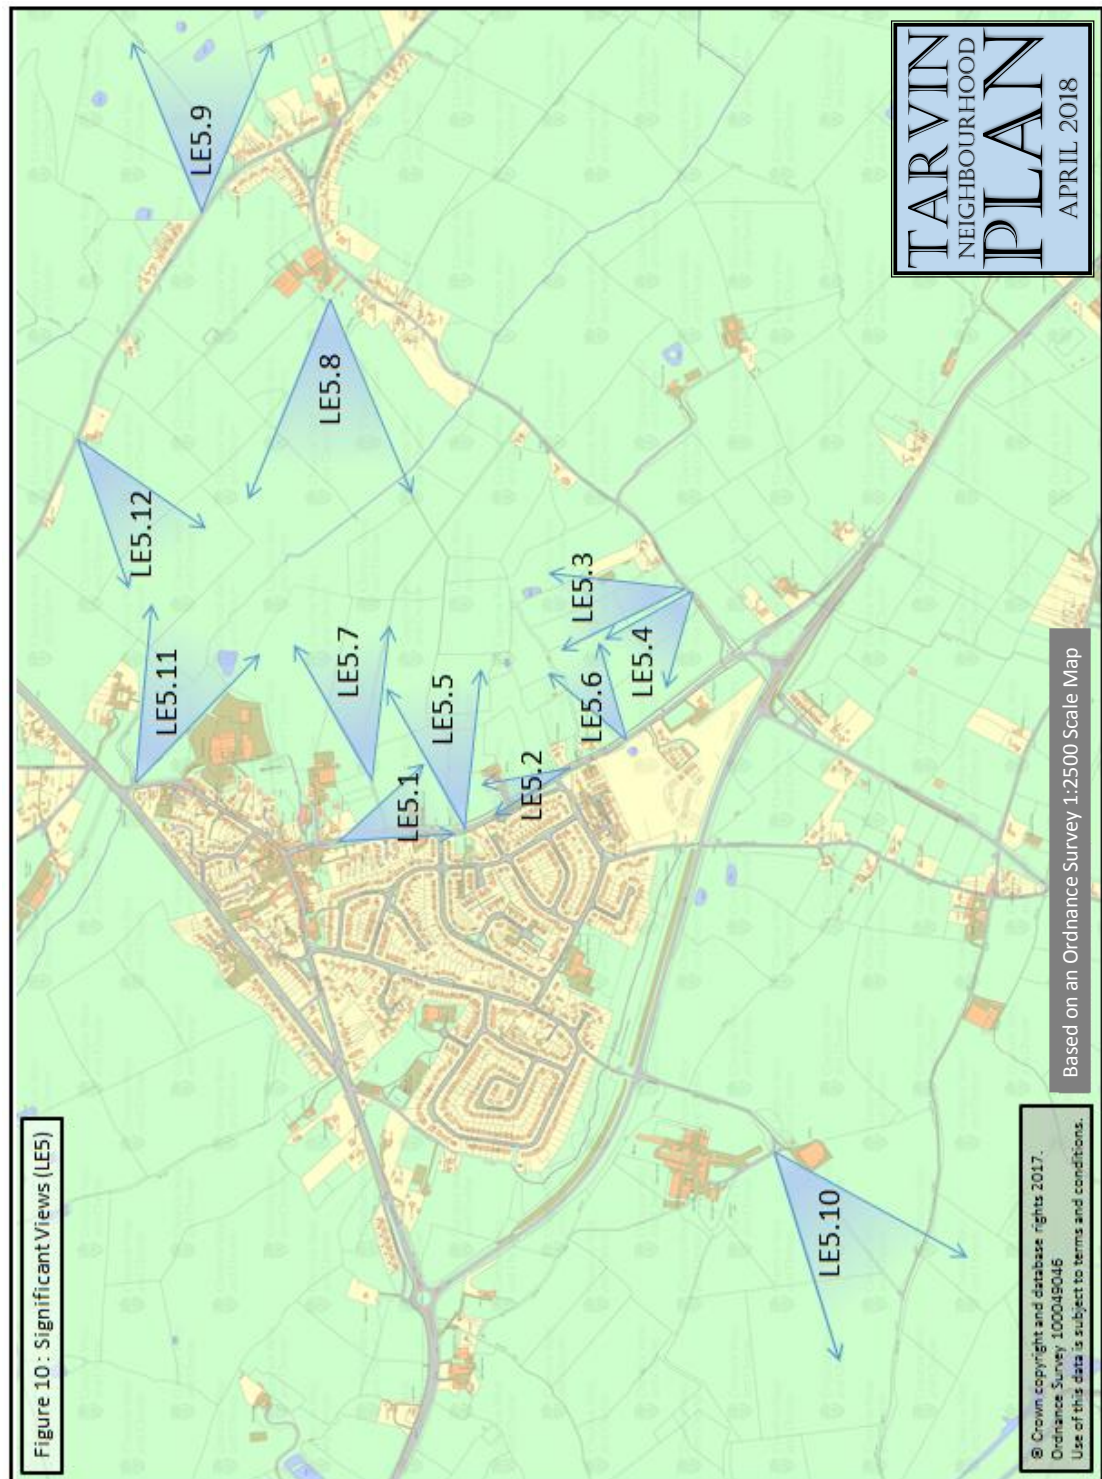 Figure 10 : Significant Views (LE5)
LE5.11
LE5.12
LE5.9
LE5.8
LE5.7
LE5.1
LE5.5
LE5.2
LE5.3
LE5.6
LE5.4
LE5.10
© Crown copyright and database rights 2017.
Ordnance Survey 100049046
Use of this data is subject to terms and conditions.
Based on an Ordnance Survey 1:2500 Scale Map
TARVIN
NEIGHBOURHOOD
PLAN
APRIL 2018